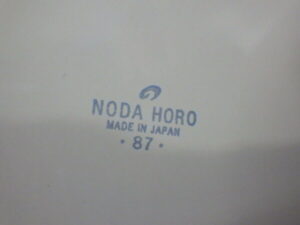 NODA HORO
MADE IN JAPAN
· 87 ·